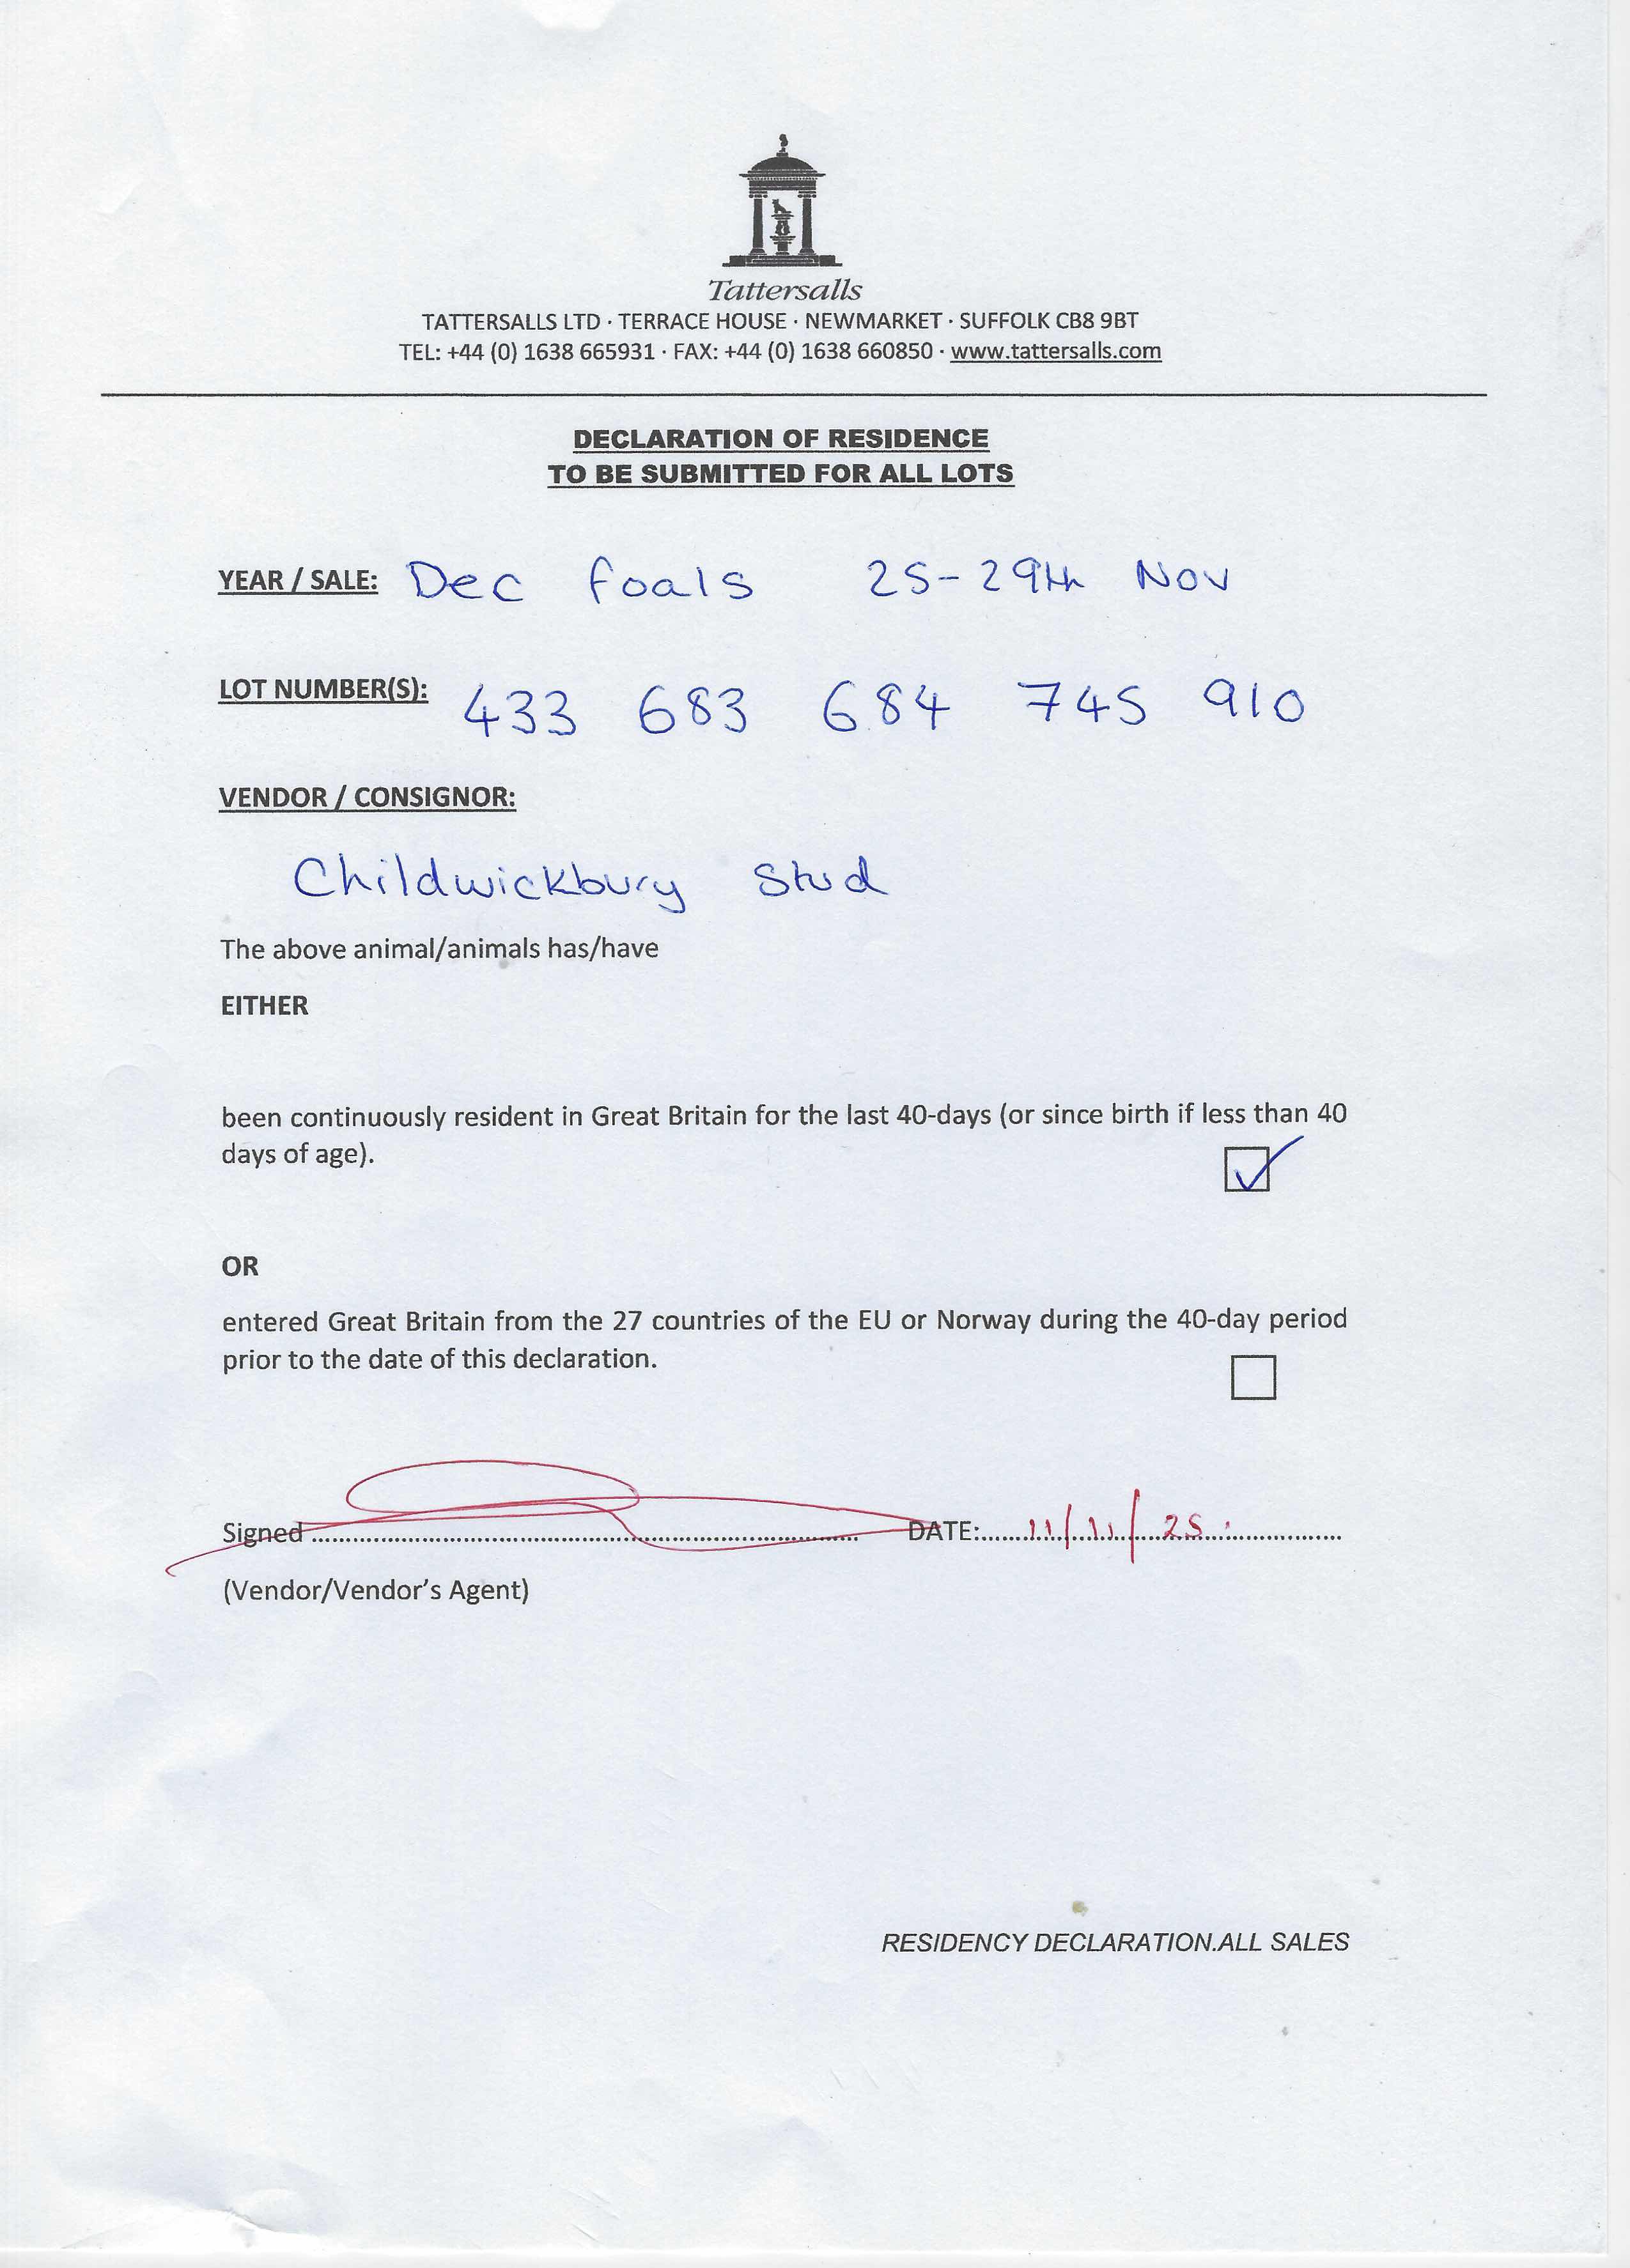 Tattersalls
TATTERSALLS LTD · TERRACE HOUSE · NEWMARKET · SUFFOLK CB8 9BT
TEL: +44 (0) 1638 665931 · FAX: +44 (0) 1638 660850 · www.tattersalls.com
DECLARATION OF RESIDENCE
TO BE SUBMITTED FOR ALL LOTS
YEAR / SALE: Dec foals 25-29th Nov
LOT NUMBER(S): 433 683 684 745 910
VENDOR / CONSIGNOR:
Childwickbury Stud
The above animal/animals has/have
EITHER
been continuously resident in Great Britain for the last 40-days (or since birth if less than 40
days of age).
OR
entered Great Britain from the 27 countries of the EU or Norway during the 40-day period
prior to the date of this declaration.
Signed DATE: 11/11/25
(Vendor/Vendor's Agent)
RESIDENCY DECLARATION.ALL SALES